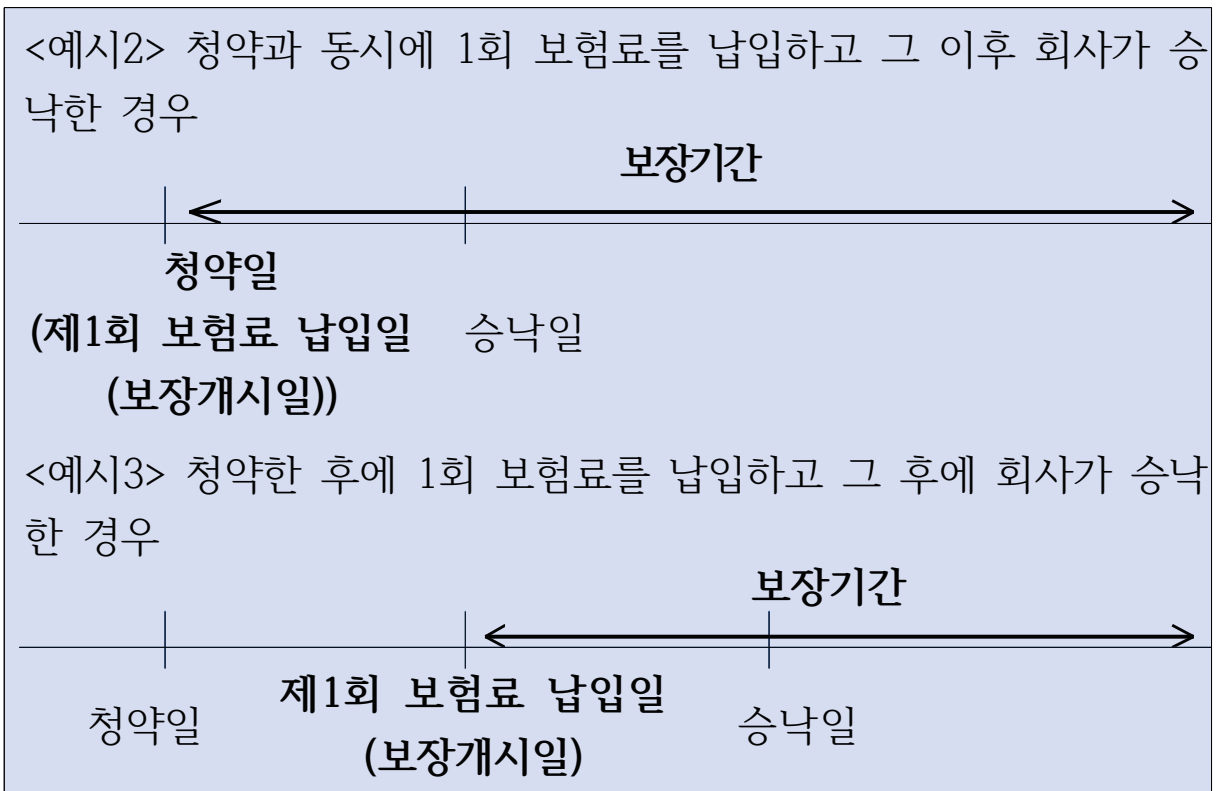 <예시2> 청약과 동시에 1회 보험료를 납입하고 그 이후 회사가 승
낙한 경우
보장기간
청약일
(제1회 보험료 납입일 승낙일
(보장개시일))
<예시3> 청약한 후에 1회 보험료를 납입하고 그 후에 회사가 승낙
한 경우
보장기간
제1회 보험료 납입일
청약일 승낙일
(보장개시일)